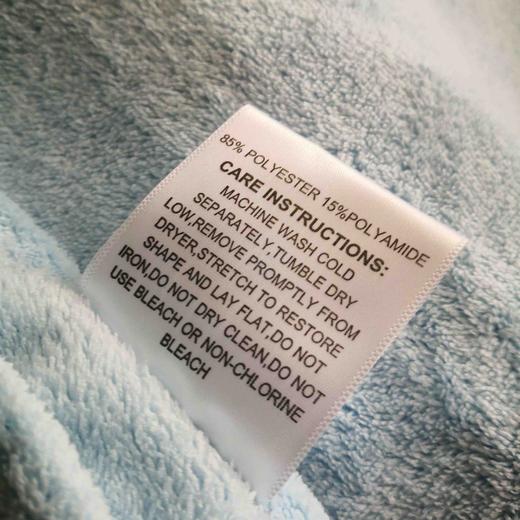 85% POLYESTER 15%POLYAMIDE
CARE INSTRUCTIONS:
MACHINE WASH COLD
SEPARATELY,TUMBLE DRY
LOW,REMOVE PROMPTLY FROM
DRYER,STRETCH TO RESTORE
SHAPE AND LAY FLAT,DO NOT
IRON,DO NOT DRY CLEAN,DO NOT
USE BLEACH OR NON-CHLORINE
BLEACH